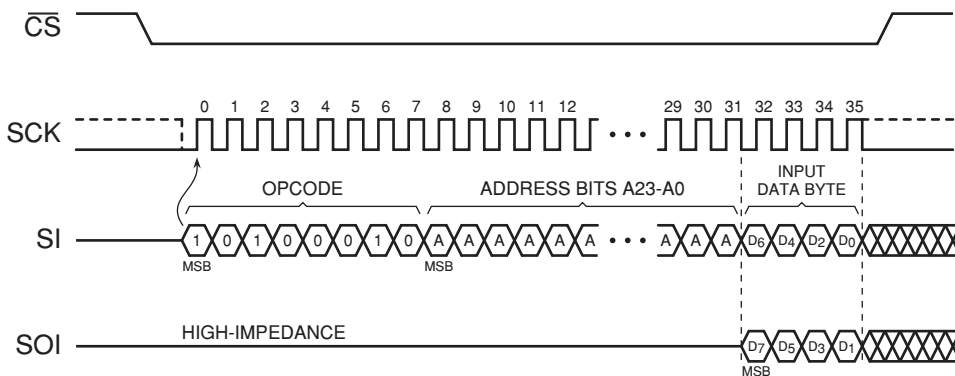 CS
0 1 2 3 4 5 6 7 8 9 10 11 12 29 30 31 32 33 34 35
SCK
OPCODE
ADDRESS BITS A23-A0
INPUT
DATA BYTE
SI
1 0 1 0 0 0 1 0 A A A A A A A A A D6 D4 D2 D0
MSB MSB
HIGH-IMPEDANCE
SOI
D7 D5 D3 D1
MSB